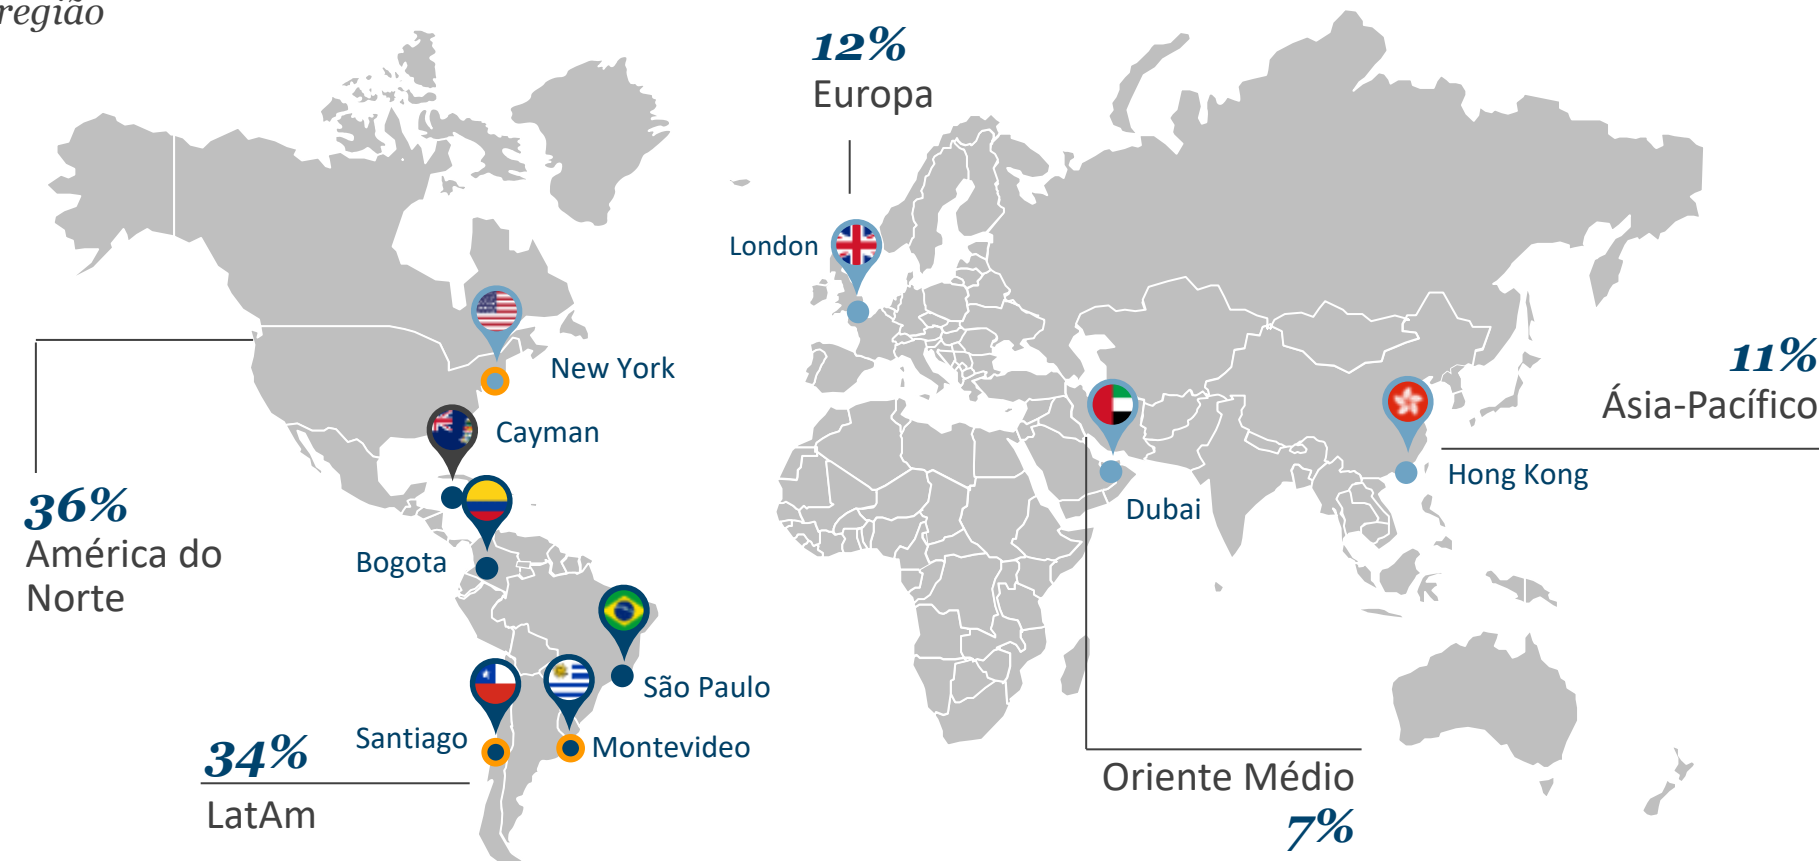 região
12%
Europa
London
New York
Cayman
36%
América do
Norte
Bogota
São Paulo
Santiago
Montevideo
34%
LatAm
11%
Ásia-Pacífico
Hong Kong
Dubai
Oriente Médio
7%